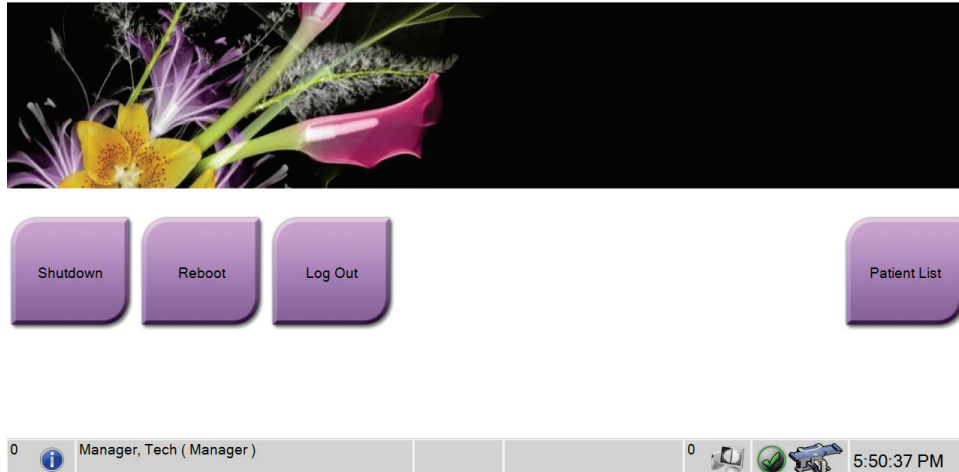 Shutdown
Reboot
Log Out
Patient List
0
Manager, Tech ( Manager )
0
5:50:37 PM